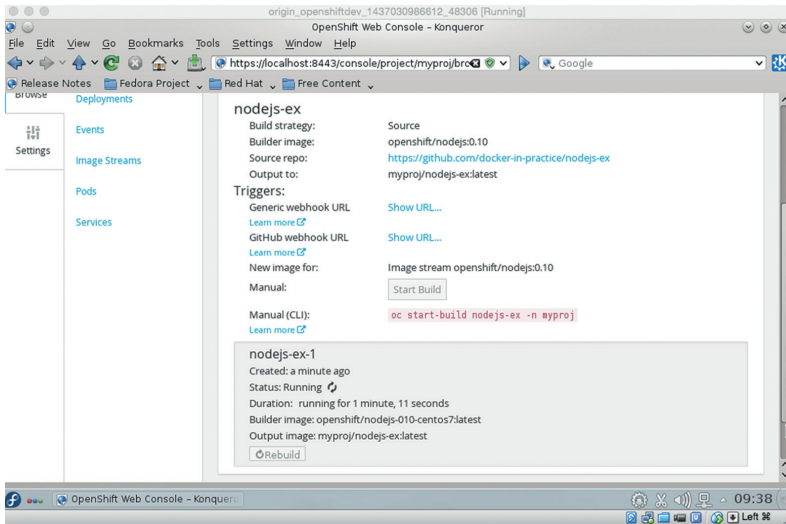 origin_openshiftdev_1437030986612_48306 [Running]
OpenShift Web Console – Konqueror
File Edit View Go Bookmarks Tools Settings Window Help
https://localhost:8443/console/project/myproj/bro
Google
Release Notes Fedora Project Red Hat Free Content
Browse
Deployments
Events
Settings
Image Streams
Pods
Services
nodejs-ex
Build strategy: Source
Builder image: openshift/nodejs:0.10
Source repo: https://github.com/docker-in-practice/nodejs-ex
Output to: myproj/nodejs-ex:latest
Triggers:
Generic webhook URL Show URL...
Learn more
GitHub webhook URL Show URL...
Learn more
New image for: Image stream openshift/nodejs:0.10
Manual: Start Build
Manual (CLI): oc start-build nodejs-ex -n myproj
Learn more
nodejs-ex-1
Created: a minute ago
Status: Running
Duration: running for 1 minute, 11 seconds
Builder image: openshift/nodejs-010-centos7:latest
Output image: myproj/nodejs-ex:latest
Rebuild
OpenShift Web Console – Konquero
09:38
Left ⌘